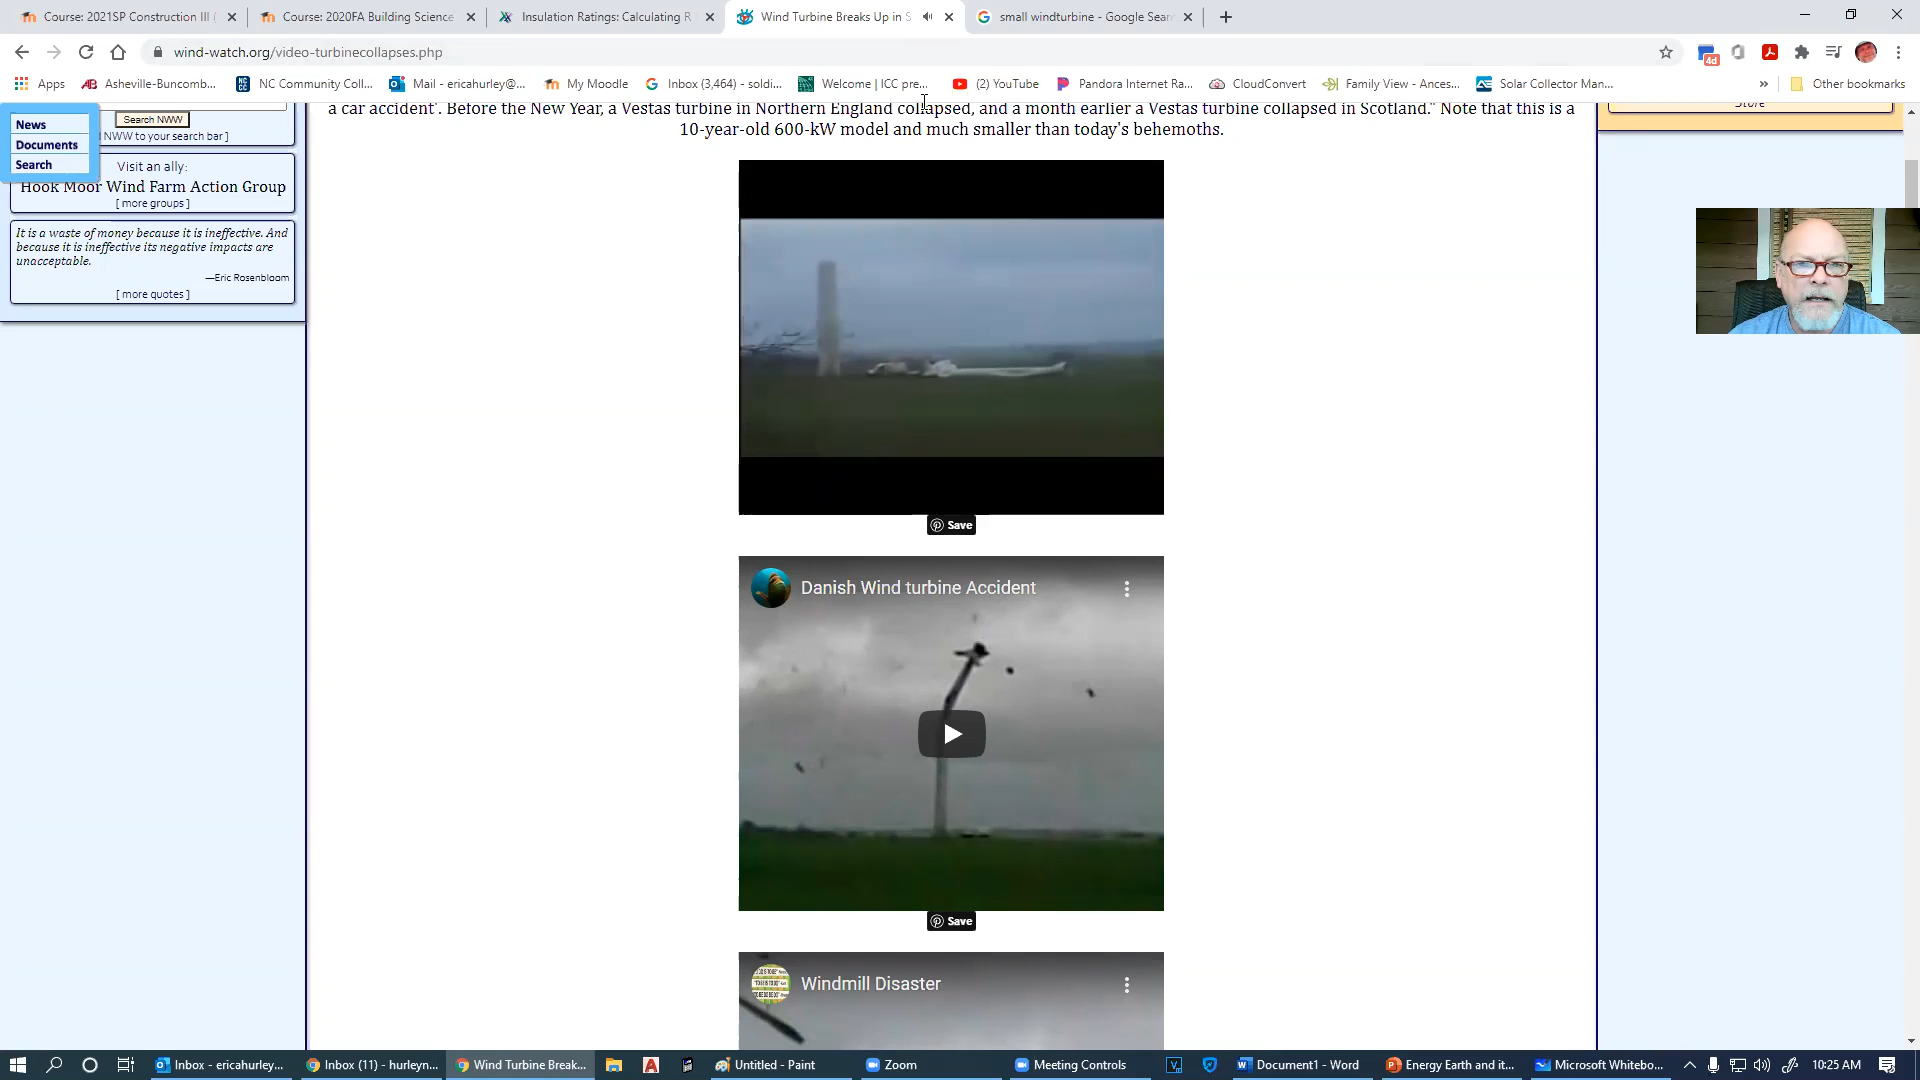 Course: 2021SP Construction III (
Course: 2020FA Building Science
Insulation Ratings: Calculating R
Wind Turbine Breaks Up in S
small windturbine - Google Sear
wind-watch.org/video-turbinecollapses.php
4d
Apps
Asheville-Buncomb...
NC Community Coll...
Mail - ericahurley@...
My Moodle
Inbox (3,464) - soldi...
Welcome | ICC pre...
(2) YouTube
Pandora Internet Ra...
CloudConvert
Family View - Ances...
Solar Collector Man...
»
Other bookmarks
News
Documents
Search
Search NWW
NWW to your search bar ]
Visit an ally:
Hook Moor Wind Farm Action Group
[ more groups ]
It is a waste of money because it is ineffective. And
because it is ineffective its negative impacts are
unacceptable.
—Eric Rosenbloom
[ more quotes ]
a car accident'. Before the New Year, a Vestas turbine in Northern England collapsed, and a month earlier a Vestas turbine collapsed in Scotland." Note that this is a
10-year-old 600-kW model and much smaller than today's behemoths.
Store
Save
Danish Wind turbine Accident
Save
Windmill Disaster
Inbox - ericahurley...
Inbox (11) - hurleyn...
Wind Turbine Break...
Untitled - Paint
Zoom
Meeting Controls
Document1 - Word
Energy Earth and it...
Microsoft Whitebo...
10:25 AM